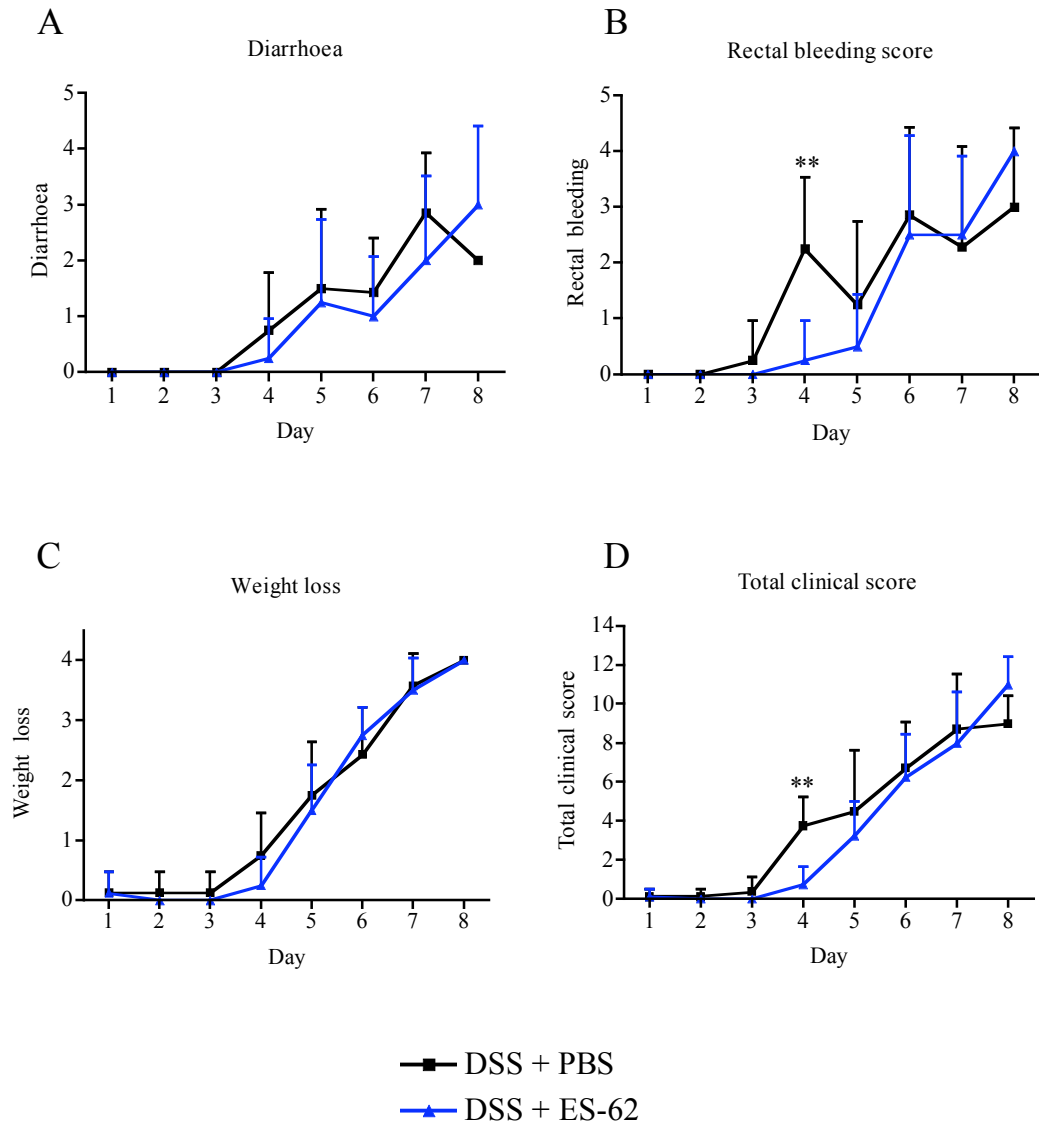 A
Diarrhoea
Diarrhoea
5
4
3
2
1
0
1 2 3 4 5 6 7 8
Day
B
Rectal bleeding score
Rectal bleeding
5
4
3
2
1
0
**
1 2 3 4 5 6 7 8
Day
C
Weight loss
Weight loss
4
3
2
1
0
1 2 3 4 5 6 7 8
Day
D
Total clinical score
Total clinical score
14
12
10
8
6
4
2
0
**
1 2 3 4 5 6 7 8
Day
DSS + PBS
DSS + ES-62